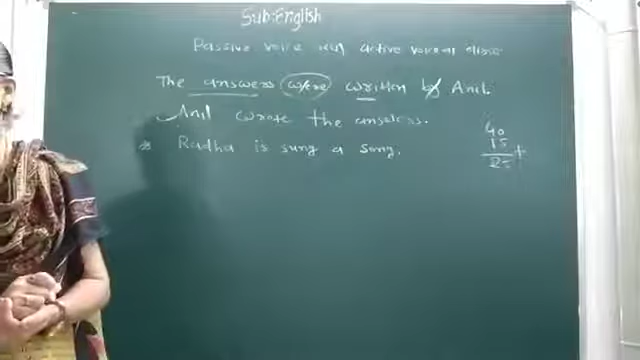 Sub:English
Passive voice active voice
The answers were written by Anil.
Anil wrote the answers.
Radha is sung a song.
40
15
25